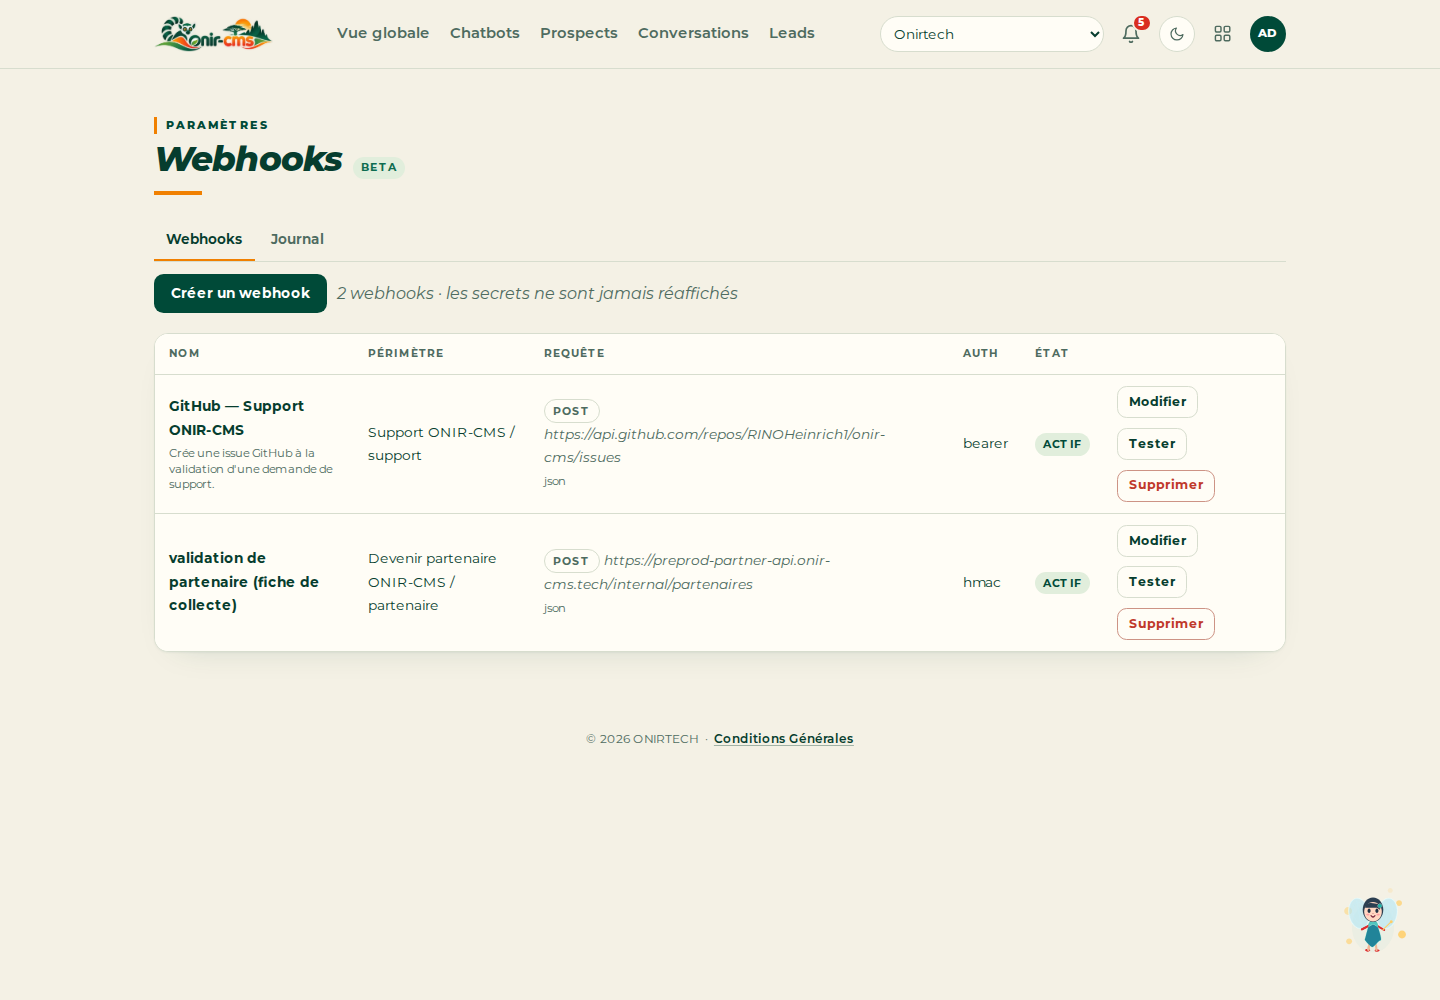 onir-cms
Vue globale
Chatbots
Prospects
Conversations
Leads
Onirtech
5
AD
PARAMÈTRES
Webhooks
BETA
Webhooks
Journal
Créer un webhook
2 webhooks · les secrets ne sont jamais réaffichés
NOM
PÉRIMÈTRE
REQUÊTE
AUTH
ÉTAT
GitHub — Support
ONIR-CMS
Crée une issue GitHub à la
validation d'une demande de
support.
Support ONIR-CMS /
support
POST
https://api.github.com/repos/RINOHeinrich1/onir-
cms/issues
json
bearer
ACTIF
Modifier
Tester
Supprimer
validation de
partenaire (fiche de
collecte)
Devenir partenaire
ONIR-CMS /
partenaire
POST https://preprod-partner-api.onir-
cms.tech/internal/partenaires
json
hmac
ACTIF
Modifier
Tester
Supprimer
© 2026 ONIRTECH · Conditions Générales